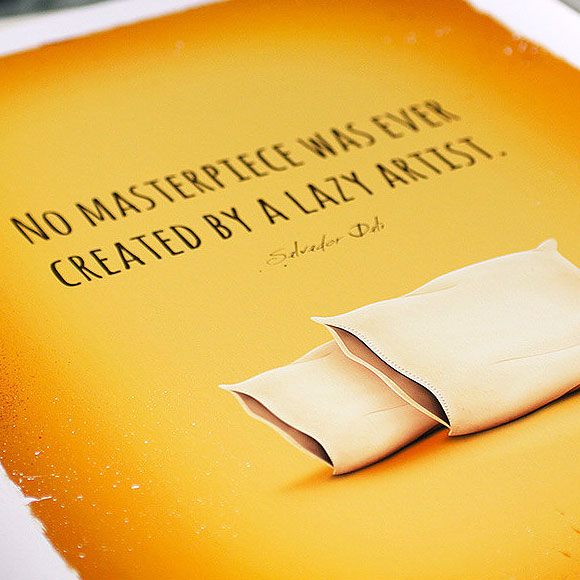 NO MASTERPIECE WAS EVER
CREATED BY A LAZY ARTIST.
Salvador Dali